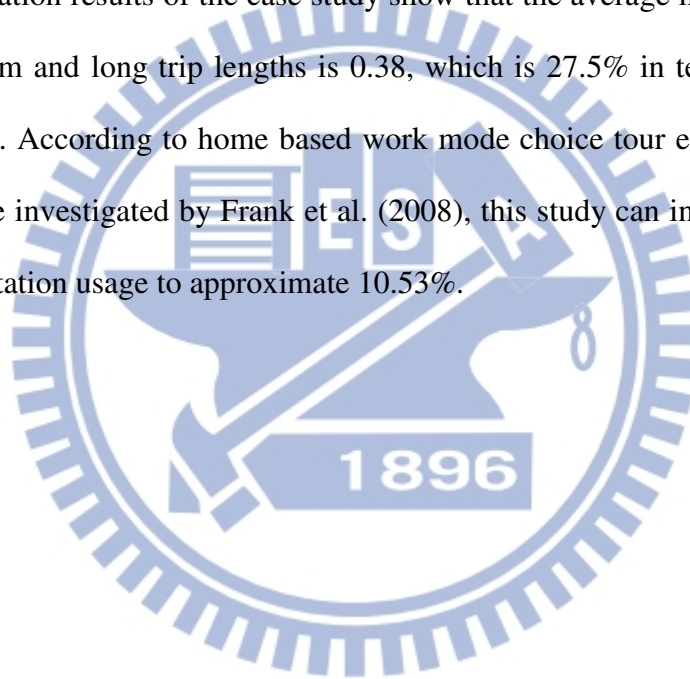 ation results of the case study show that the average
m and long trip lengths is 0.38, which is 27.5% in te
. According to home based work mode choice tour e
e investigated by Frank et al. (2008), this study can in
tation usage to approximate 10.53%.
E S A
8
1896